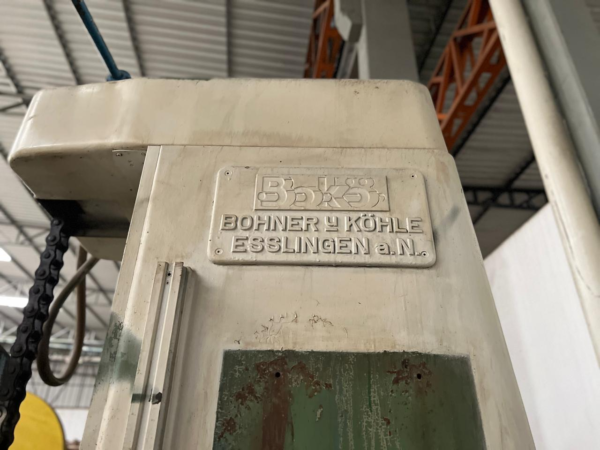 BoKö
BOHNER u KÖHLE
ESSLINGEN a.N.